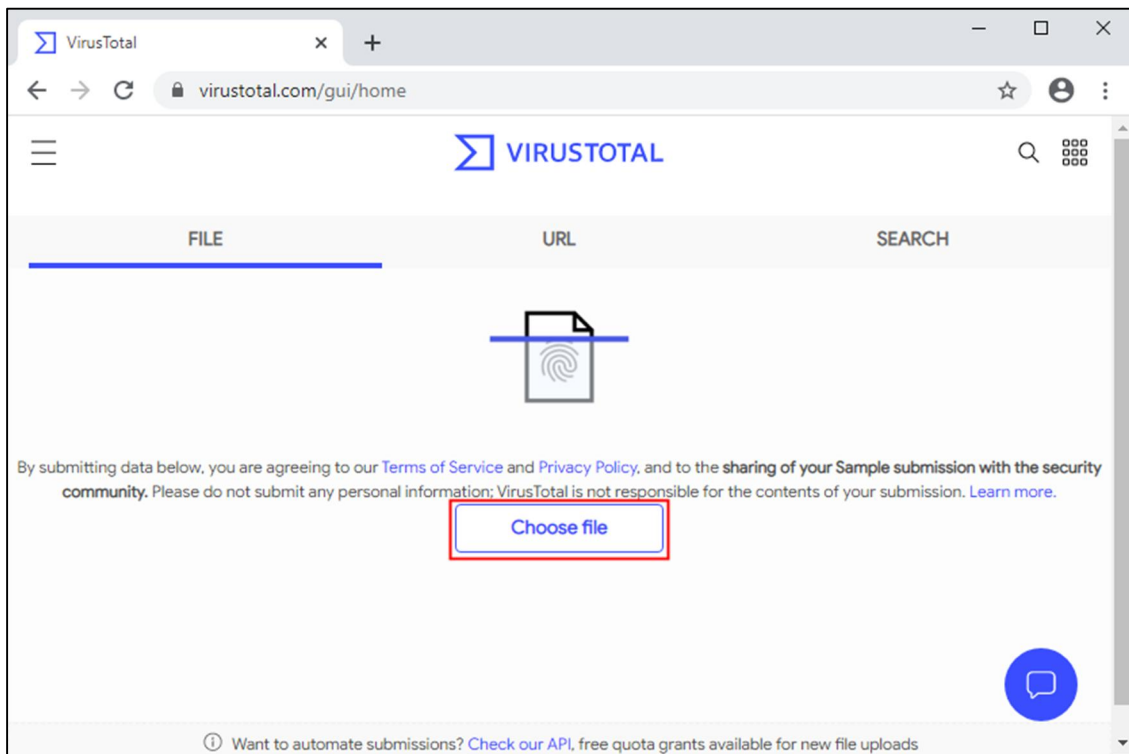 VirusTotal
virustotal.com/gui/home
VIRUSTOTAL
FILE URL SEARCH
By submitting data below, you are agreeing to our Terms of Service and Privacy Policy, and to the sharing of your Sample submission with the security
community. Please do not submit any personal information; VirusTotal is not responsible for the contents of your submission. Learn more.
Choose file
Want to automate submissions? Check our API, free quota grants available for new file uploads